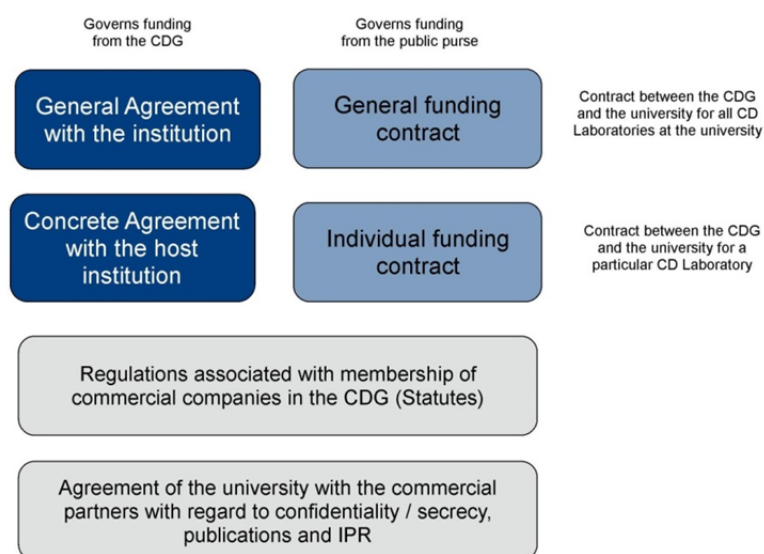 Governs funding
from the CDG
Governs funding
from the public purse
General Agreement
with the institution
General funding
contract
Contract between the CDG
and the university for all CD
Laboratories at the university
Concrete Agreement
with the host
institution
Individual funding
contract
Contract between the CDG
and the university for a
particular CD Laboratory
Regulations associated with membership of
commercial companies in the CDG (Statutes)
Agreement of the university with the commercial
partners with regard to confidentiality / secrecy,
publications and IPR